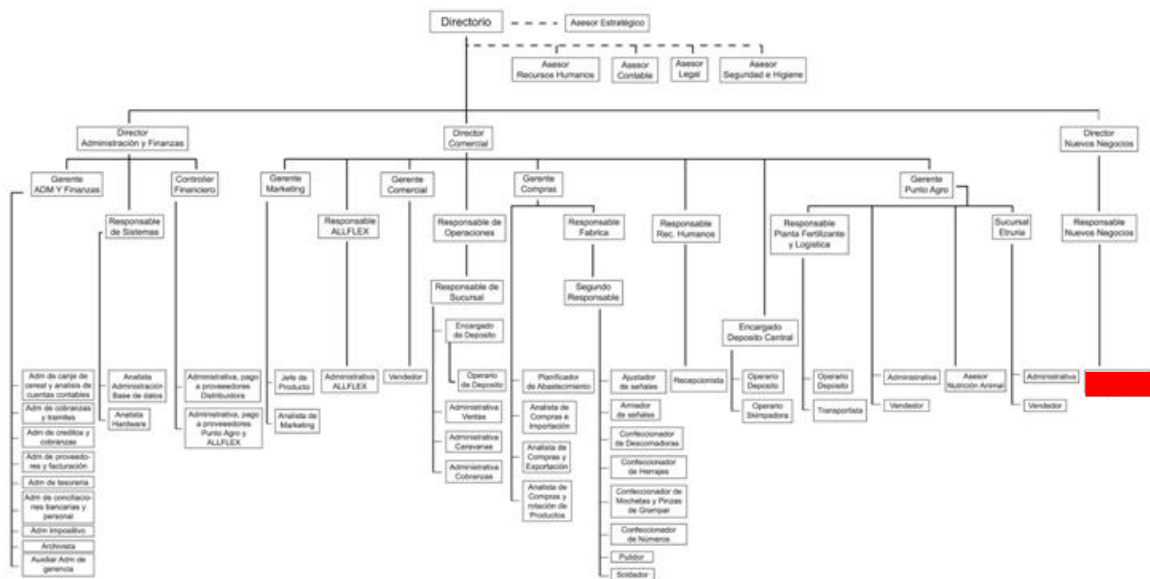 Directorio
Asesor Estratégico
Asesor
Recursos Humanos
Asesor
Contable
Asesor
Legal
Asesor
Seguridad e Higiene
Director
Administración y Finanzas
Director
Comercial
Director
Nuevos Negocios
Gerente
ADM Y Finanzas
Controller
Financiero
Gerente
Marketing
Gerente
Comercial
Gerente
Compras
Gerente
Punto Agro
Responsable
de Sistemas
Responsable
ALLFLEX
Responsable de
Operaciones
Responsable
Fabrica
Responsable
Rec. Humanos
Responsable
Planta Fertilizante
y Logistica
Sucursal
Etruria
Responsable
Nuevos Negocios
Responsable de
Sucursal
Segundo
Responsable
Encargado
de Deposito
Encargado
Deposito Central
Adm de canje de
cereal y analisis de
cuentas contables
Adm de cobranzas
y tramites
Adm de creditos y
cobranzas
Adm de proveedo-
res y facturación
Adm de tesoreria
Adm de conciliacio-
nes bancarias y
personal
Adm Impositivo
Archivista
Auxiliar Adm de
gerencia
Analista
Administración
Base de datos
Analista
Hardware
Administrativa, pago
a proveedores
Distribuidora
Administrativa, pago
a proveedores
Punto Agro y
ALLFLEX
Jefe de
Producto
Analista de
Marketing
Administrativa
ALLFLEX
Vendedor
Operario
de Deposito
Administrativa
Ventas
Administrativa
Caravanas
Administrativa
Cobranzas
Planificador
de Abastecimiento
Analista de
Compras e
Importación
Analista de
Compras y
Exportación
Analista de
Compras y
rotación de
Productos
Ajustador
de señales
Armador
de señales
Confeccionador
de Descornadoras
Confeccionador
de Herrajes
Confeccionador de
Mochetas y Pinzas
de Grampar
Confeccionador
de Números
Pulidor
Soldador
Recepcionista
Operario
Deposito
Operario
Skimpadora
Operario
Deposito
Transportista
Administrativa
Vendedor
Asesor
Nutrición Animal
Administrativa
Vendedor